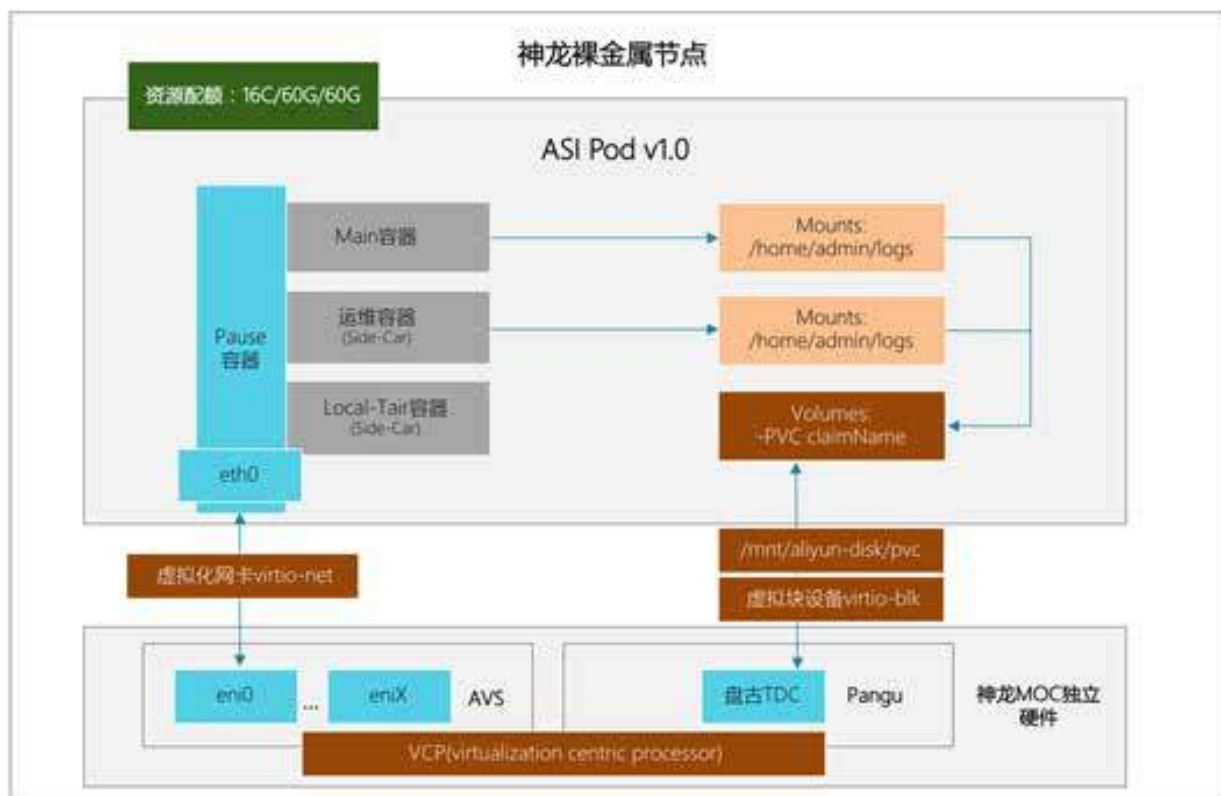 神龙裸金属节点
资源配额：16C/60G/60G
ASI Pod v1.0
Main容器
Mounts:
/home/admin/logs
Pause
容器
运维容器
(Side-Car)
Mounts:
/home/admin/logs
Local-Tair容器
(Side-Car)
Volumes:
-PVC claimName
eth0
虚拟化网卡virtio-net
/mnt/aliyun-disk/pvc
虚拟块设备virtio-blk
eni0
...
eniX
AVS
盘古TDC
Pangu
神龙MOC独立
硬件
VCP(virtualization centric processor)